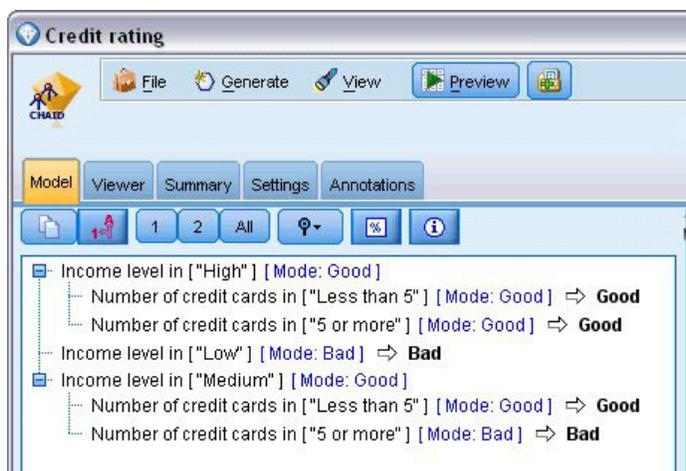 Credit rating
CHAID
File Generate View Preview
Model Viewer Summary Settings Annotations
1 2 All %
Income level in ["High"] [Mode: Good]
Number of credit cards in ["Less than 5"] [Mode: Good] ⇨ Good
Number of credit cards in ["5 or more"] [Mode: Good] ⇨ Good
Income level in ["Low"] [Mode: Bad] ⇨ Bad
Income level in ["Medium"] [Mode: Good]
Number of credit cards in ["Less than 5"] [Mode: Good] ⇨ Good
Number of credit cards in ["5 or more"] [Mode: Bad] ⇨ Bad